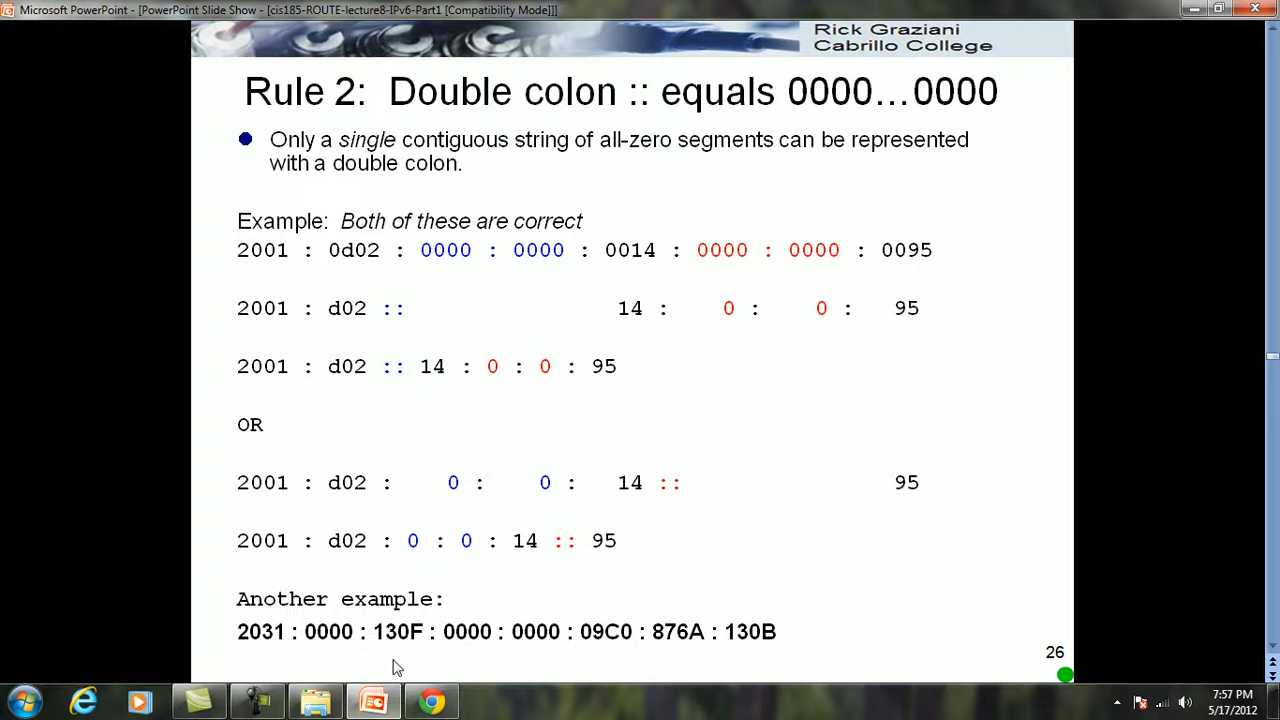 Microsoft PowerPoint - [PowerPoint Slide Show - [cis185-ROUTE-lecture8-IPv6-Part1 [Compatibility Mode]]]
Rick Graziani
Cabrillo College
Rule 2: Double colon :: equals 0000...0000
Only a single contiguous string of all-zero segments can be represented
with a double colon.
Example: Both of these are correct
2001 : 0d02 : 0000 : 0000 : 0014 : 0000 : 0000 : 0095
2001 : d02 :: 14 : 0 : 0 : 95
2001 : d02 :: 14 : 0 : 0 : 95
OR
2001 : d02 : 0 : 0 : 14 :: 95
2001 : d02 : 0 : 0 : 14 :: 95
Another example:
2031 : 0000 : 130F : 0000 : 0000 : 09C0 : 876A : 130B
26
7:57 PM
5/17/2012